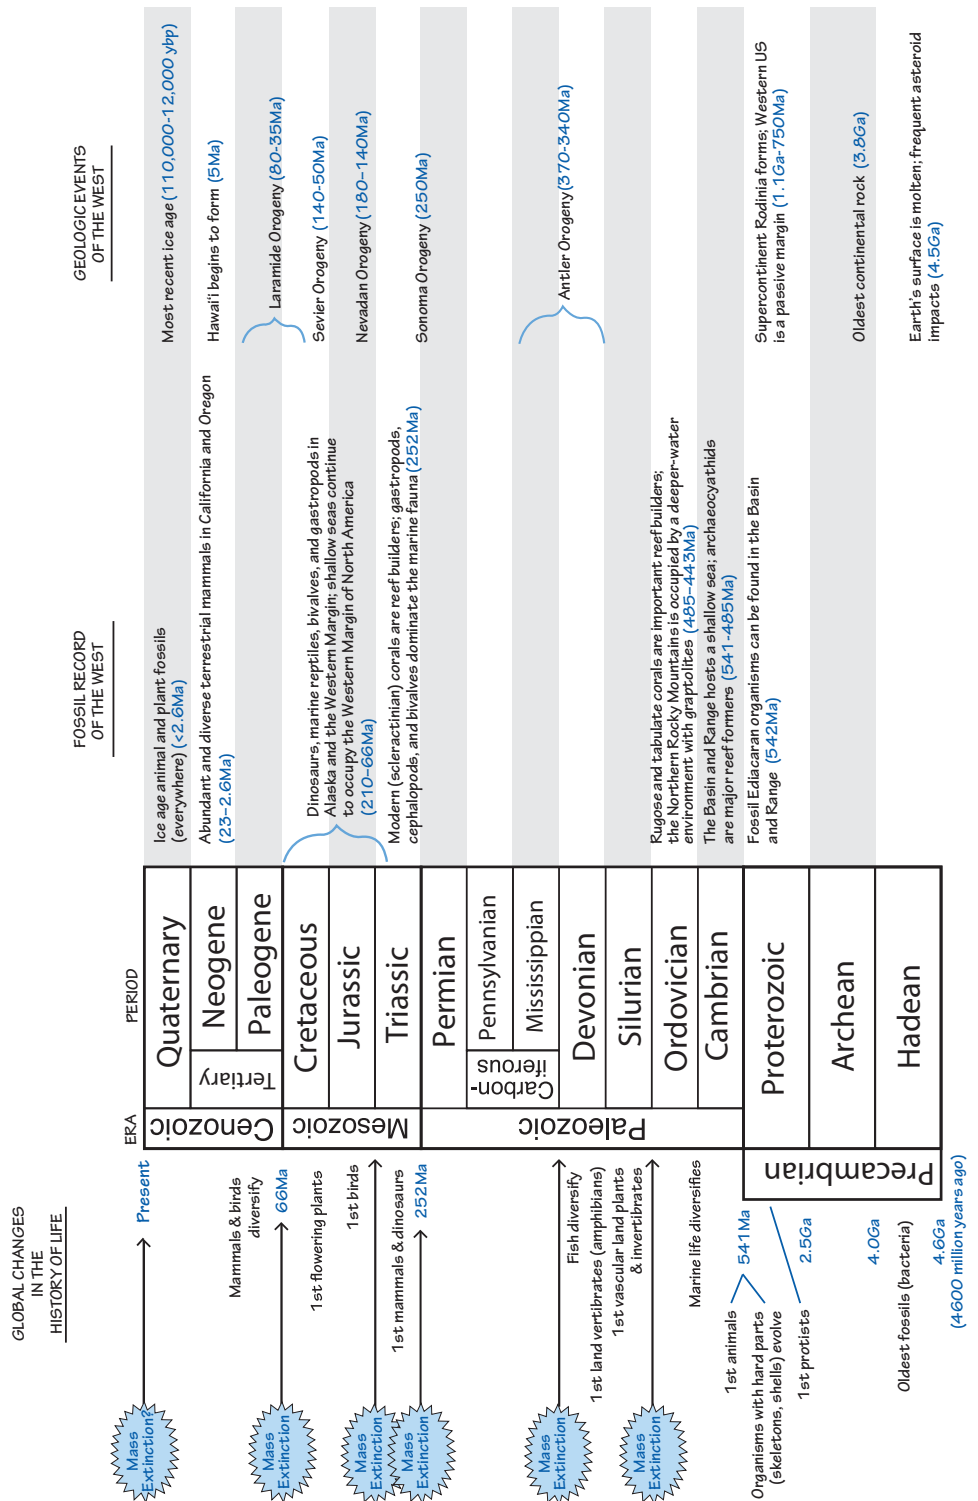 GLOBAL CHANGES
IN THE
HISTORY OF LIFE
ERA
PERIOD
FOSSIL RECORD
OF THE WEST
GEOLOGIC EVENTS
OF THE WEST
Mass
Extinction?
Present
Cenozoic
Quaternary
Ice age animal and plant fossils
(everywhere) (<2.6Ma)
Most recent ice age (110,000-12,000 ybp)
Tertiary
Neogene
Abundant and diverse terrestrial mammals in California and Oregon
(23–2.6Ma)
Hawai'i begins to form (5Ma)
Mammals & birds
diversify
Paleogene
Laramide Orogeny (80-35Ma)
Mass
Extinction
66Ma
Mesozoic
1st flowering plants
Cretaceous
Dinosaurs, marine reptiles, bivalves, and gastropods in
Alaska and the Western Margin; shallow seas continue
to occupy the Western Margin of North America
(210–66Ma)
Sevier Orogeny (140-50Ma)
1st birds
Jurassic
Nevadan Orogeny (180–140Ma)
Mass
Extinction
1st mammals & dinosaurs
Triassic
Modern (scleractinian) corals are reef builders; gastropods,
cephalopods, and bivalves dominate the marine fauna (252Ma)
Sonoma Orogeny (250Ma)
Mass
Extinction
252Ma
Paleozoic
Permian
Carbon-
iferous
Pennsylvanian
Mississippian
Antler Orogeny(370-340Ma)
Mass
Extinction
Fish diversify
1st land vertibrates (amphibians)
Devonian
1st vascular land plants
& invertibrates
Silurian
Mass
Extinction
Ordovician
Rugose and tabulate corals are important reef builders;
the Northern Rocky Mountains is occupied by a deeper-water
environment with graptolites (485–443Ma)
Marine life diversifies
Cambrian
The Basin and Range hosts a shallow sea; archaeocyathids
are major reef formers (541-485Ma)
1st animals
541Ma
Organisms with hard parts
(skeletons, shells) evolve
Precambrian
Proterozoic
Fossil Ediacaran organisms can be found in the Basin
and Range (542Ma)
Supercontinent Rodinia forms; Western US
is a passive margin (1.1Ga-750Ma)
1st protists
2.5Ga
Archean
Oldest continental rock (3.8Ga)
4.0Ga
Oldest fossils (bacteria)
Hadean
Earth's surface is molten; frequent asteroid
impacts (4.5Ga)
4.6Ga
(4600 million years ago)